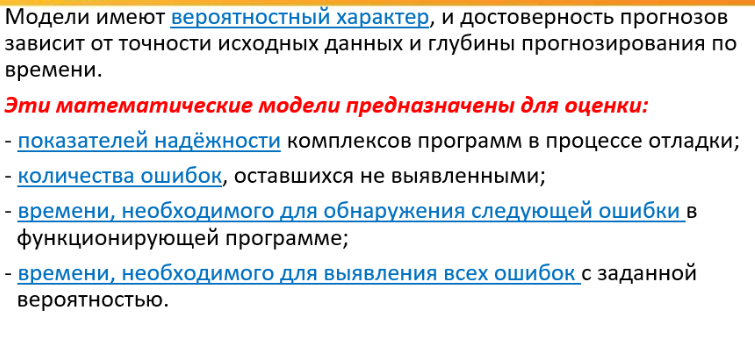 Модели имеют вероятностный характер, и достоверность прогнозов
зависит от точности исходных данных и глубины прогнозирования по
времени.
Эти математические модели предназначены для оценки:
- показателей надёжности комплексов программ в процессе отладки;
- количества ошибок, оставшихся не выявленными;
- времени, необходимого для обнаружения следующей ошибки в
функционирующей программе;
- времени, необходимого для выявления всех ошибок с заданной
вероятностью.